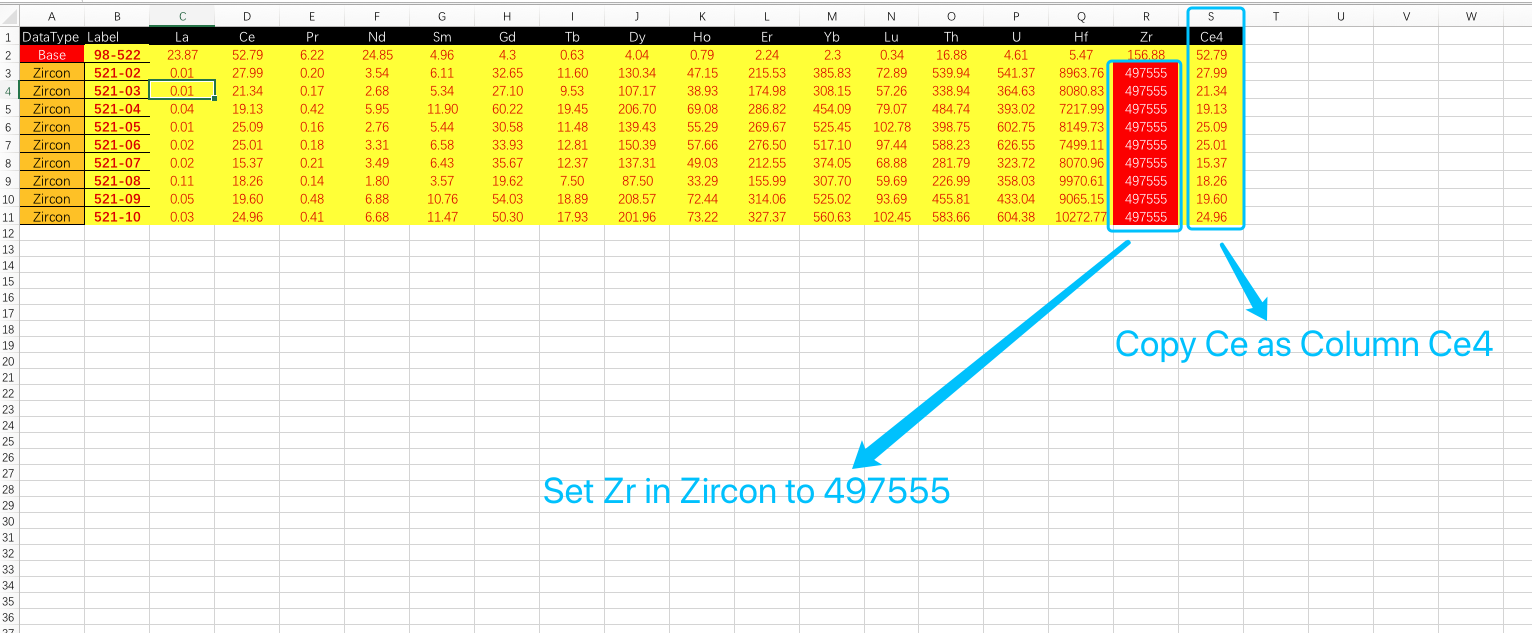 A B C D E F G H I J K L M N O P Q R S T U V W
1 DataType Label La Ce Pr Nd Sm Gd Tb Dy Ho Er Yb Lu Th U Hf Zr Ce4
2 Base 98-522 23.87 52.79 6.22 24.85 4.96 4.3 0.63 4.04 0.79 2.24 2.3 0.34 16.88 4.61 5.47 156.88 52.79
3 Zircon 521-02 0.01 27.99 0.20 3.54 6.11 32.65 11.60 130.34 47.15 215.53 385.83 72.89 539.94 541.37 8963.76 497555 27.99
4 Zircon 521-03 0.01 21.34 0.17 2.68 5.34 27.10 9.53 107.17 38.93 174.98 308.15 57.26 338.94 364.63 8080.83 497555 21.34
5 Zircon 521-04 0.04 19.13 0.42 5.95 11.90 60.22 19.45 206.70 69.08 286.82 454.09 79.07 484.74 393.02 7217.99 497555 19.13
6 Zircon 521-05 0.01 25.09 0.16 2.76 5.44 30.58 11.48 139.43 55.29 269.67 525.45 102.78 398.75 602.75 8149.73 497555 25.09
7 Zircon 521-06 0.02 25.01 0.18 3.31 6.58 33.93 12.81 150.39 57.66 276.50 517.10 97.44 588.23 626.55 7499.11 497555 25.01
8 Zircon 521-07 0.02 15.37 0.21 3.49 6.43 35.67 12.37 137.31 49.03 212.55 374.05 68.88 281.79 323.72 8070.96 497555 15.37
9 Zircon 521-08 0.11 18.26 0.14 1.80 3.57 19.62 7.50 87.50 33.29 155.99 307.70 59.69 226.99 358.03 9970.61 497555 18.26
10 Zircon 521-09 0.05 19.60 0.48 6.88 10.76 54.03 18.89 208.57 72.44 314.06 525.02 93.69 455.81 433.04 9065.15 497555 19.60
11 Zircon 521-10 0.03 24.96 0.41 6.68 11.47 50.30 17.93 201.96 73.22 327.37 560.63 102.45 583.66 604.38 10272.77 497555 24.96
12
13
14
15
16
17
18
19 Copy Ce as Column Ce4
20
21
22
23
24
25
26
27
28 Set Zr in Zircon to 497555
29
30
31
32
33
34
35
36
37